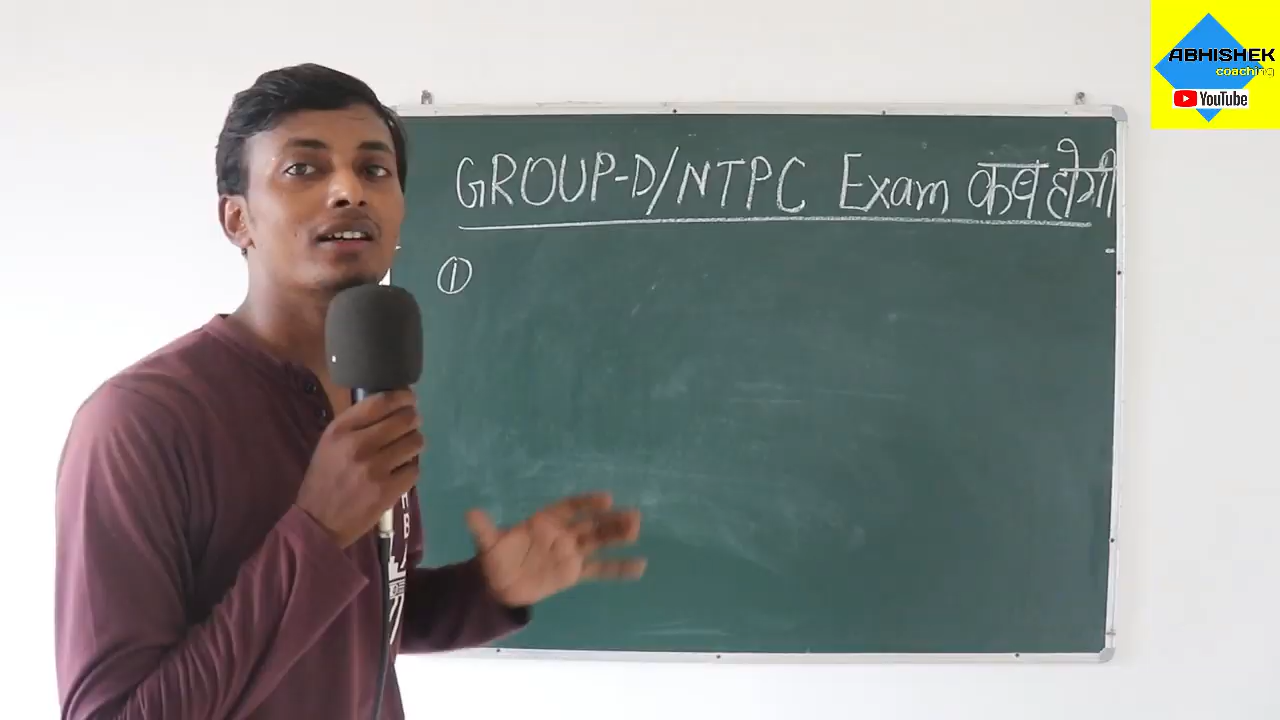 ABHISHEK
coaching
YouTube
GROUP-D/NTPC Exam कब होगी
①